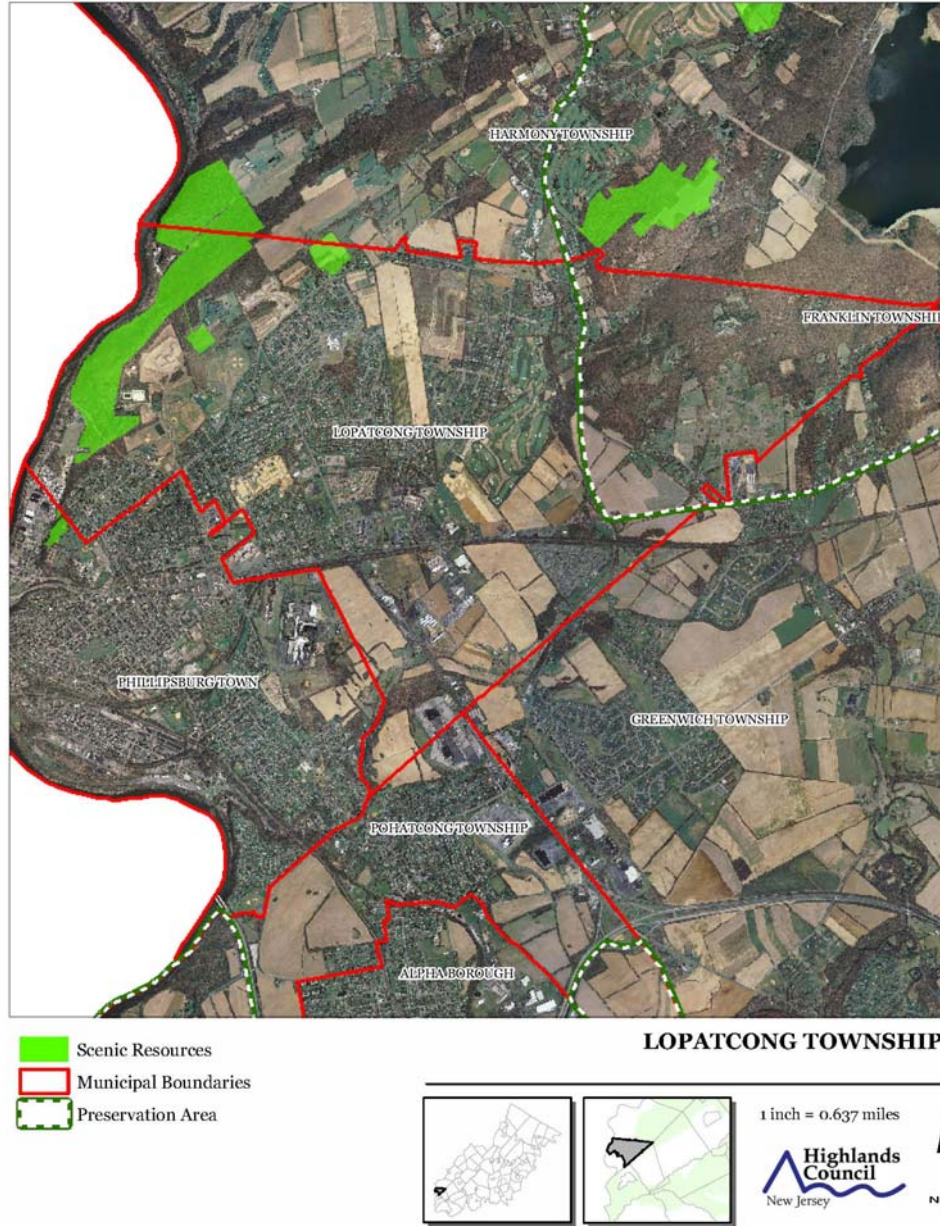 HARMONY TOWNSHIP
FRANKLIN TOWNSHIP
LOPATCONG TOWNSHIP
PHILLIPSBURG TOWN
GREENWICH TOWNSHIP
POHATCONG TOWNSHIP
ALPHA BOROUGH
LOPATCONG TOWNSHIP
Scenic Resources
Municipal Boundaries
Preservation Area
1 inch = 0.637 miles
Highlands
Council
New Jersey
N